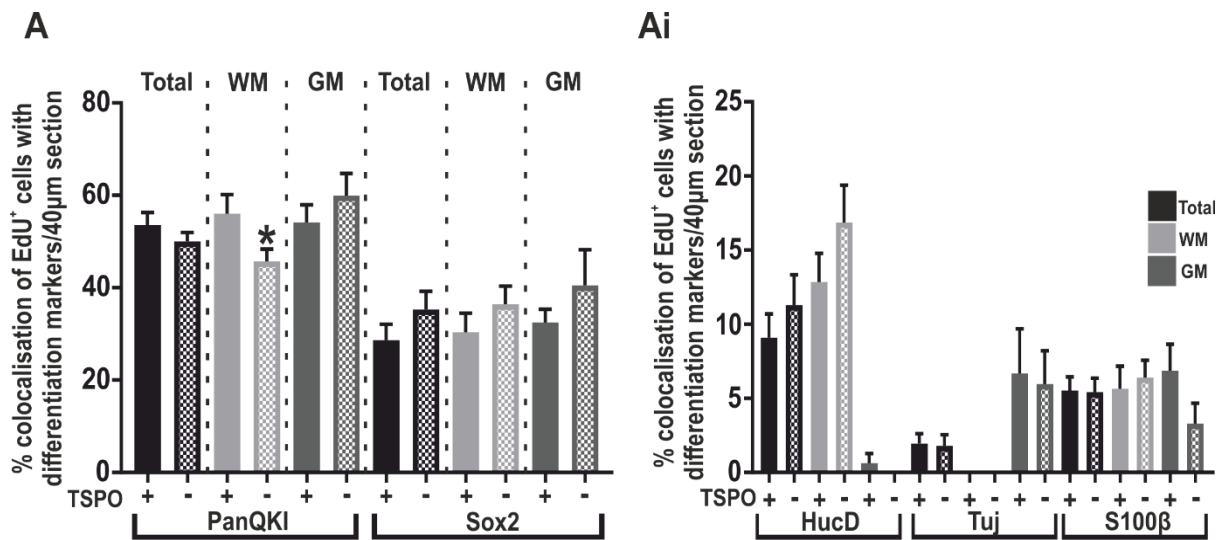 A
Total WM GM Total WM GM
% colocalisation of EdU⁺ cells with
differentiation markers/40µm section
80
60
40
20
0
*
TSPO + - + - + - + - + - + -
PanQKI Sox2
Ai
% colocalisation of EdU⁺ cells with
differentiation markers/40µm section
25
20
15
10
5
0
Total
WM
GM
TSPO + - + - + - + - + - + - + - + - + -
HucD Tuj S100β